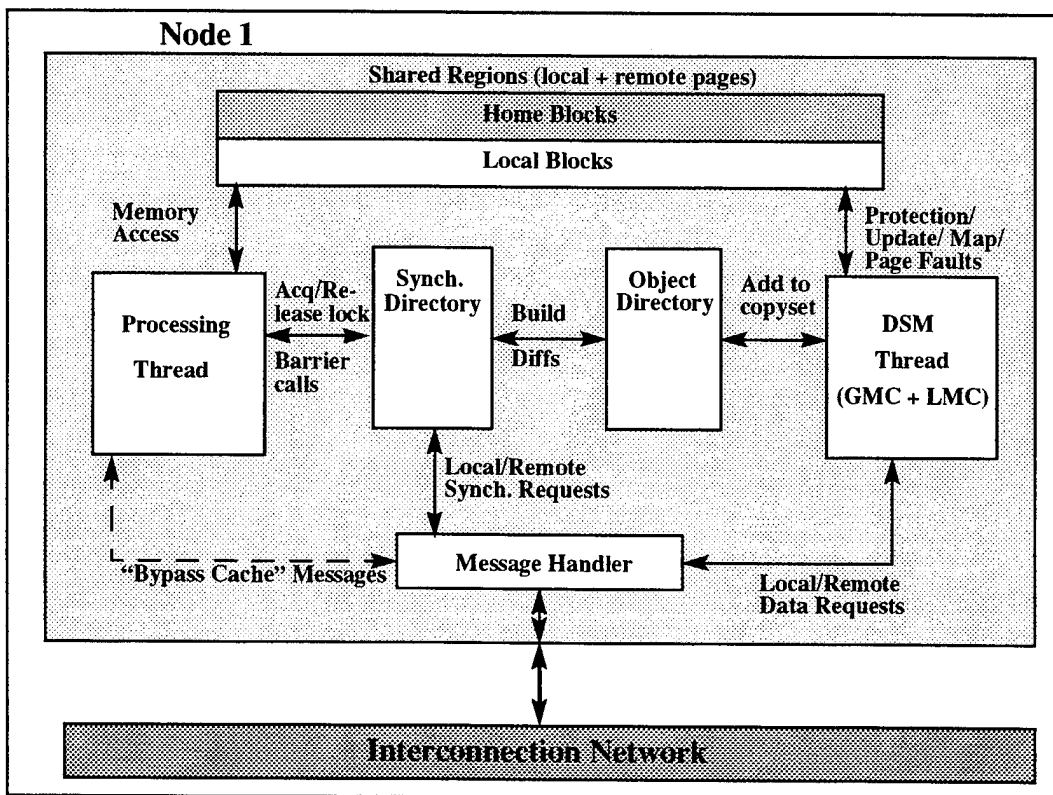 Node 1
Shared Regions (local + remote pages)
Home Blocks
Local Blocks
Memory
Access
Protection/
Update/ Map/
Page Faults
Processing
Thread
Acq/Re-
lease lock
Barrier
calls
Synch.
Directory
Build
Diffs
Object
Directory
Add to
copyset
DSM
Thread
(GMC + LMC)
Local/Remote
Synch. Requests
“Bypass Cache” Messages
Message Handler
Local/Remote
Data Requests
Interconnection Network